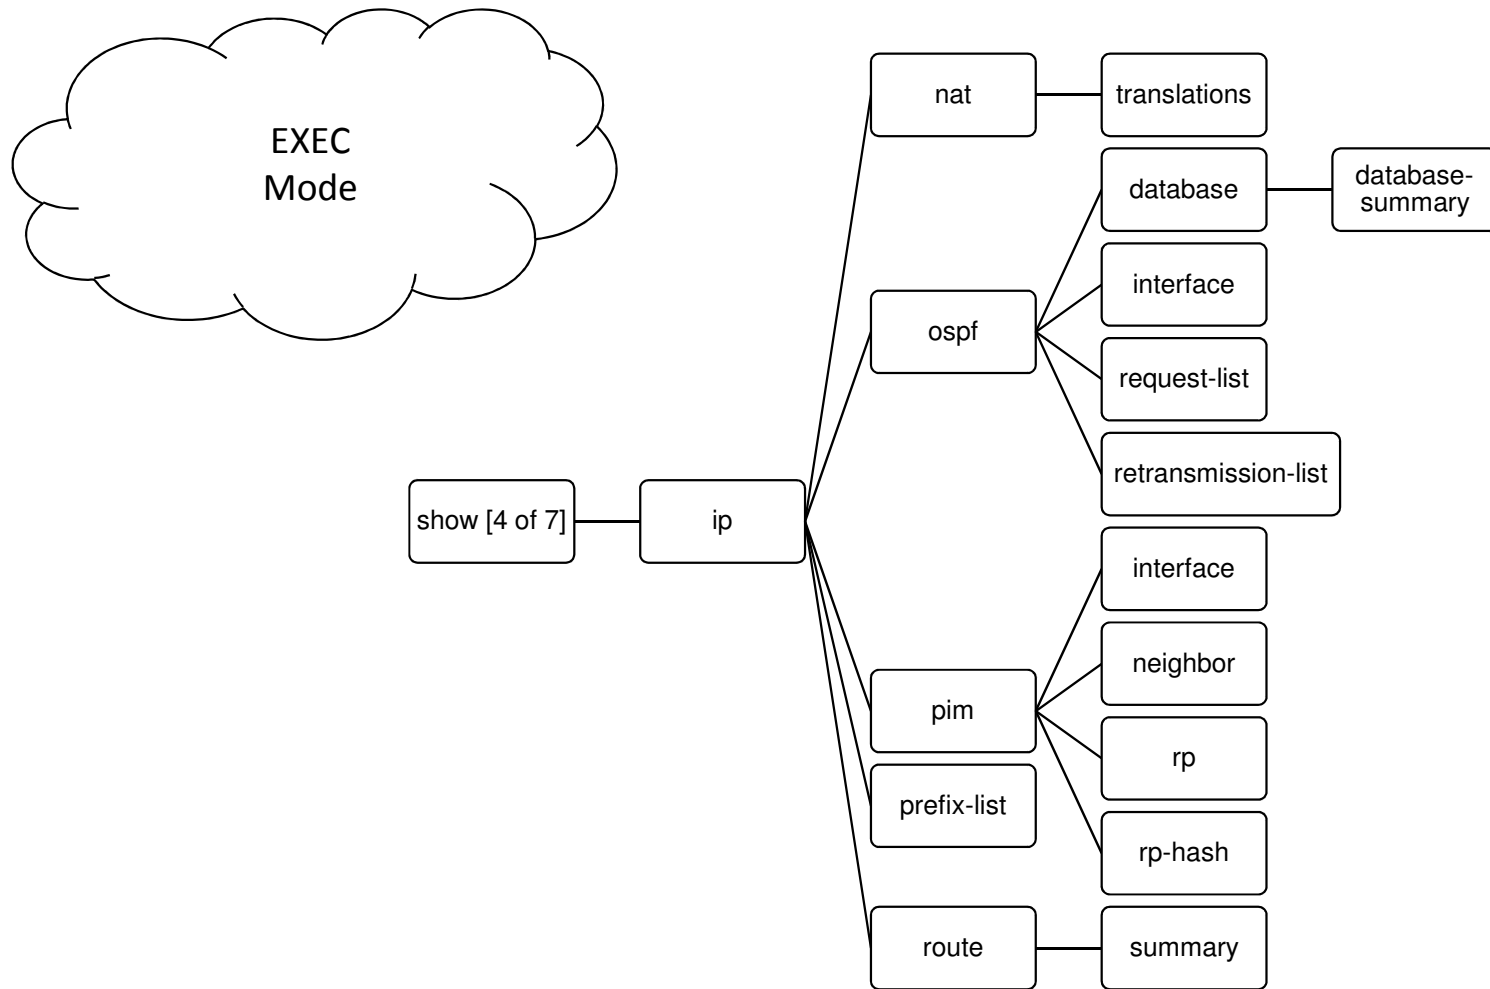 EXEC
Mode
nat
translations
database
database-
summary
interface
ospf
request-list
retransmission-list
show [4 of 7]
ip
interface
neighbor
pim
rp
prefix-list
rp-hash
route
summary